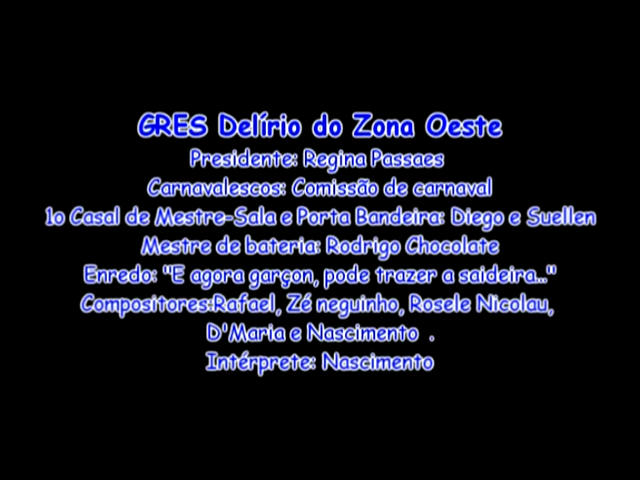 GRES Delírio do Zona Oeste
Presidente: Regina Passaes
Carnavalescos: Comissão de carnaval
1o Casal de Mestre-Sala e Porta Bandeira: Diego e Suellen
Mestre de bateria: Rodrigo Chocolate
Enredo: "E agora garçon, pode trazer a saideira..."
Compositores:Rafael, Zé neguinho, Rosele Nicolau,
D'Maria e Nascimento .
Intérprete: Nascimento